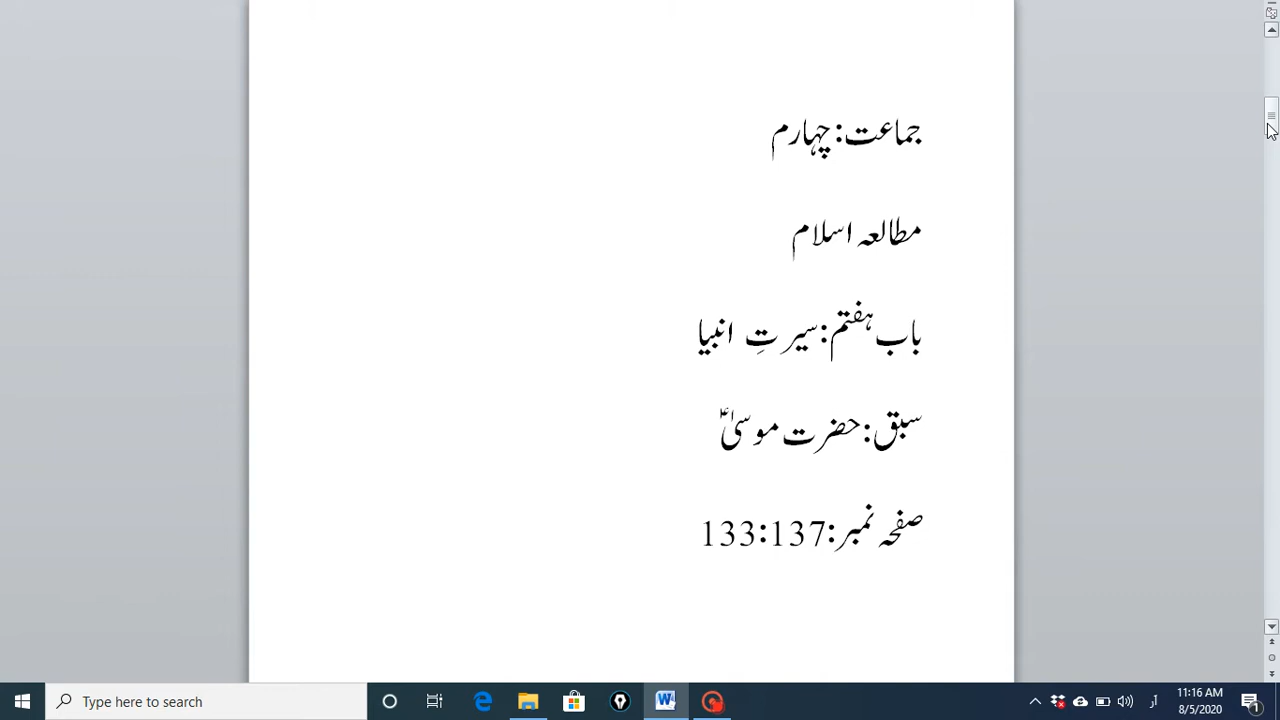 جماعت:چہارم
مطالعہ اسلام
باب ہفتم:سیرتِ انبیا
سبق:حضرت موسیٰؑ
صفحہ نمبر:133:137
Type here to search
11:16 AM
8/5/2020